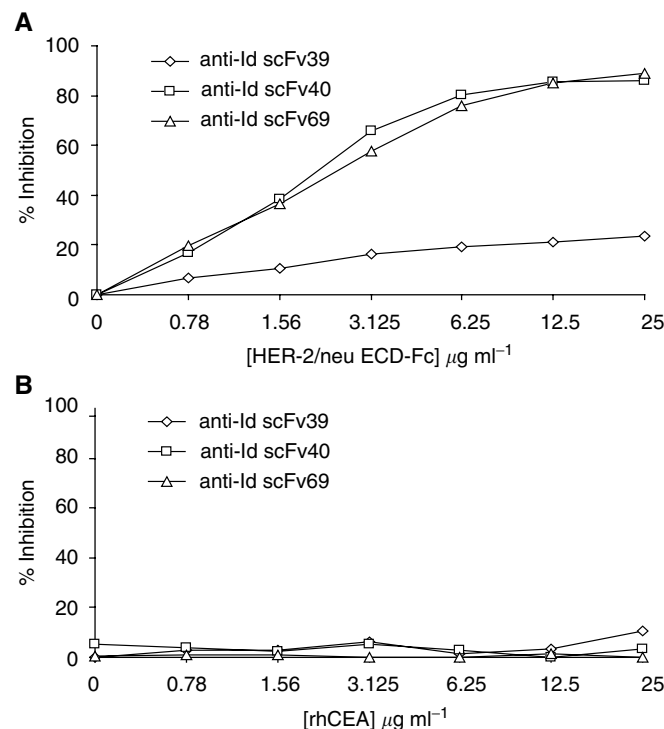 A
100
80
60
40
20
0
% Inhibition
anti-Id scFv39
anti-Id scFv40
anti-Id scFv69
0 0.78 1.56 3.125 6.25 12.5 25
[HER-2/neu ECD-Fc] μg ml⁻¹
B
100
80
60
40
20
0
% Inhibition
anti-Id scFv39
anti-Id scFv40
anti-Id scFv69
0 0.78 1.56 3.125 6.25 12.5 25
[rhCEA] μg ml⁻¹